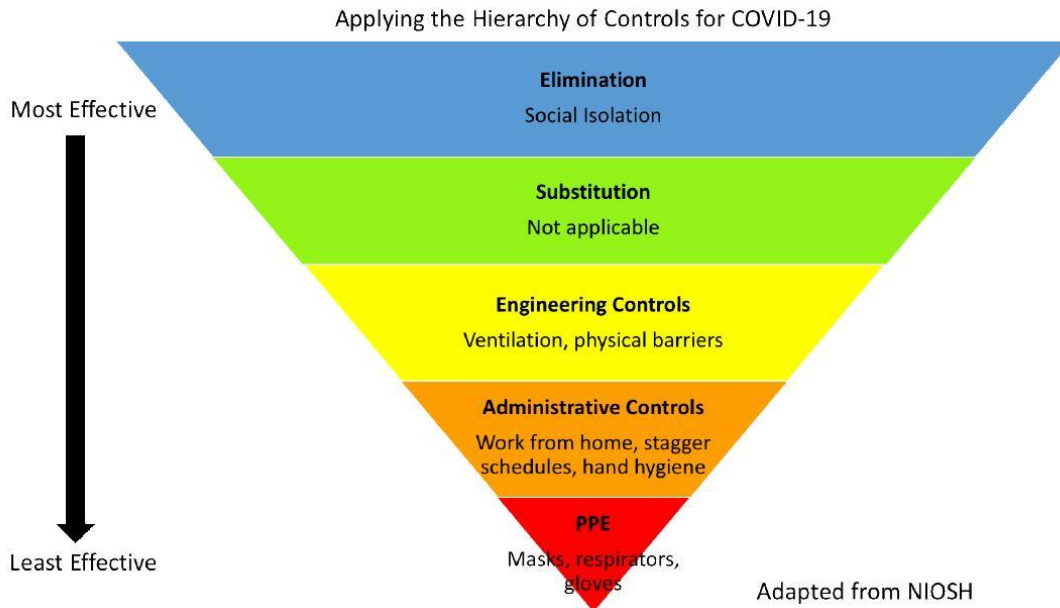 Applying the Hierarchy of Controls for COVID-19
Most Effective
Elimination
Social Isolation
Substitution
Not applicable
Engineering Controls
Ventilation, physical barriers
Administrative Controls
Work from home, stagger
schedules, hand hygiene
PPE
Masks, respirators,
gloves
Least Effective
Adapted from NIOSH